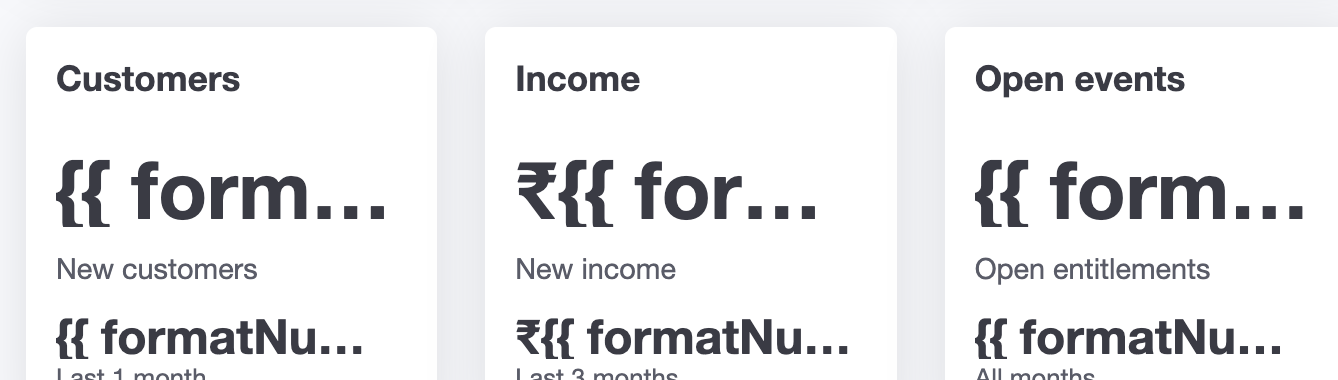 Customers
Income
Open events
{{ form...
₹{{ for...
{{ form...
New customers
New income
Open entitlements
{{ formatNu...
₹{{ formatNu...
{{ formatNu...
Last 1 month
Last 3 months
All months